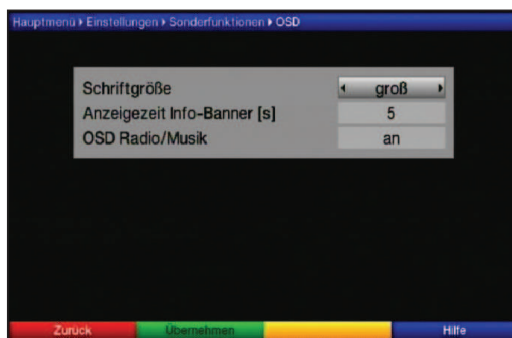 Hauptmenü ▸ Einstellungen ▸ Sonderfunktionen ▸ OSD
Schriftgröße groß
Anzeigezeit Info-Banner [s] 5
OSD Radio/Musik an
Zurück Übernehmen Hilfe